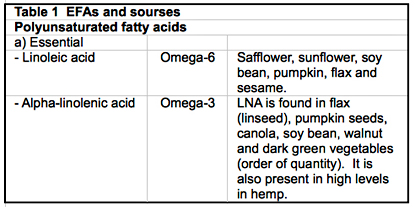 Table 1  EFAs and sourses
Polyunsaturated fatty acids
a) Essential
- Linoleic acid Omega-6 Safflower, sunflower, soy
bean, pumpkin, flax and
sesame.
- Alpha-linolenic acid Omega-3 LNA is found in flax
(linseed), pumpkin seeds,
canola, soy bean, walnut
and dark green vegetables
(order of quantity).  It is
also present in high levels
in hemp.